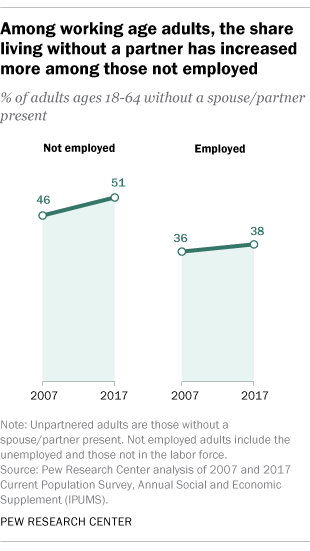 Among working age adults, the share
living without a partner has increased
more among those not employed
% of adults ages 18-64 without a spouse/partner
present
Not employed
Employed
46
51
36
38
2007
2017
2007
2017
Note: Unpartnered adults are those without a
spouse/partner present. Not employed adults include the
unemployed and those not in the labor force.
Source: Pew Research Center analysis of 2007 and 2017
Current Population Survey, Annual Social and Economic
Supplement (IPUMS).
PEW RESEARCH CENTER